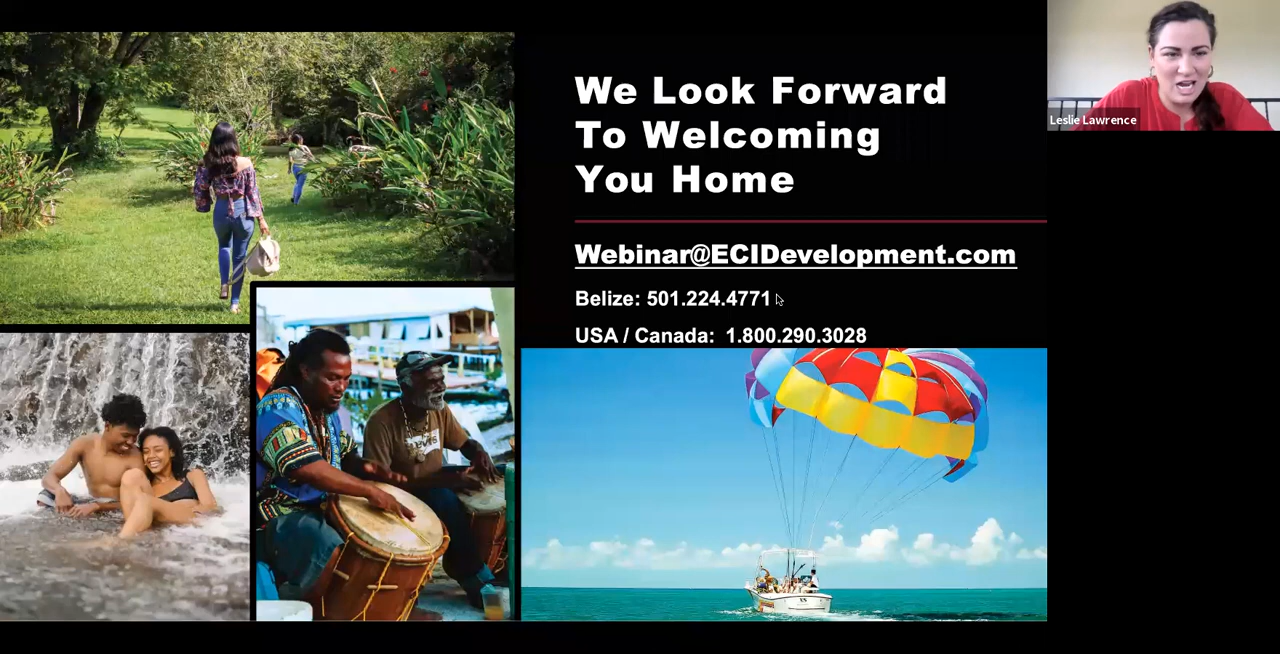 We Look Forward
To Welcoming
You Home
Webinar@ECIDevelopment.com
Belize: 501.224.4771
USA / Canada: 1.800.290.3028
Leslie Lawrence